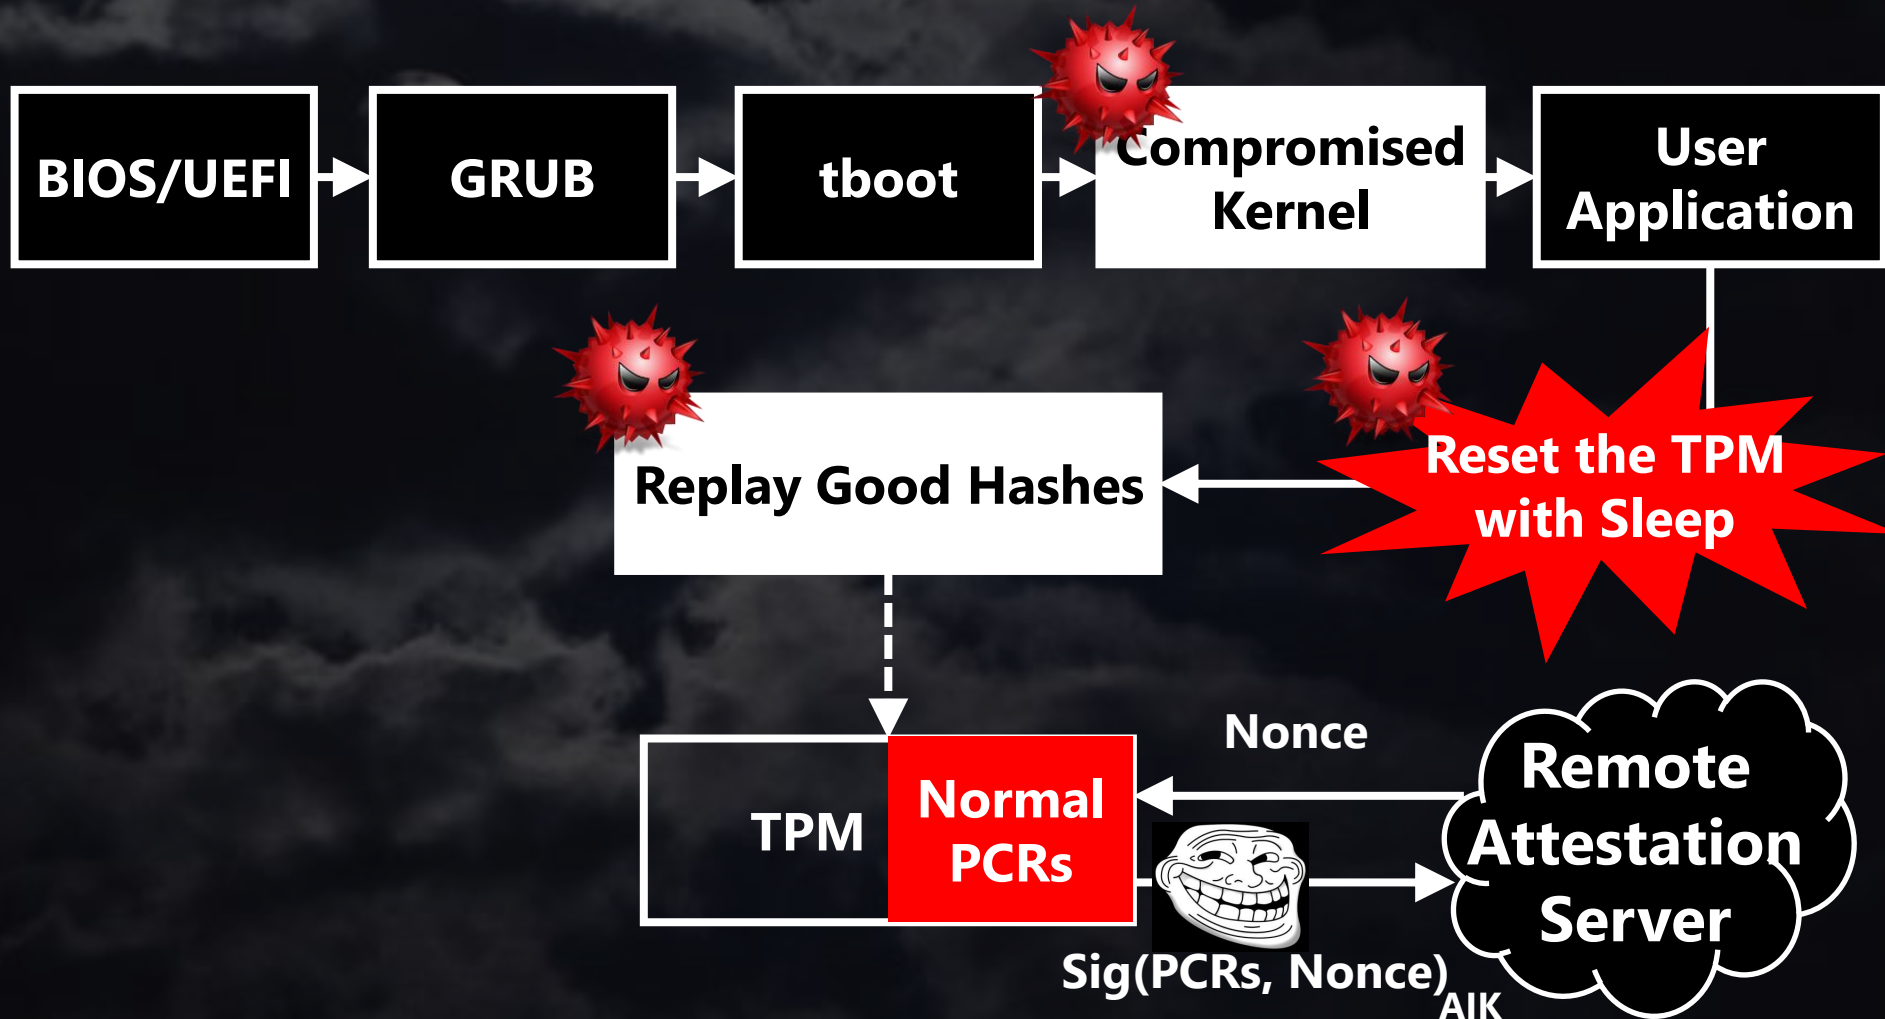 BIOS/UEFI
GRUB
tboot
Compromised
Kernel
User
Application
Replay Good Hashes
Reset the TPM
with Sleep
TPM
Normal
PCRs
Nonce
Sig(PCRs, Nonce)AIK
Remote
Attestation
Server